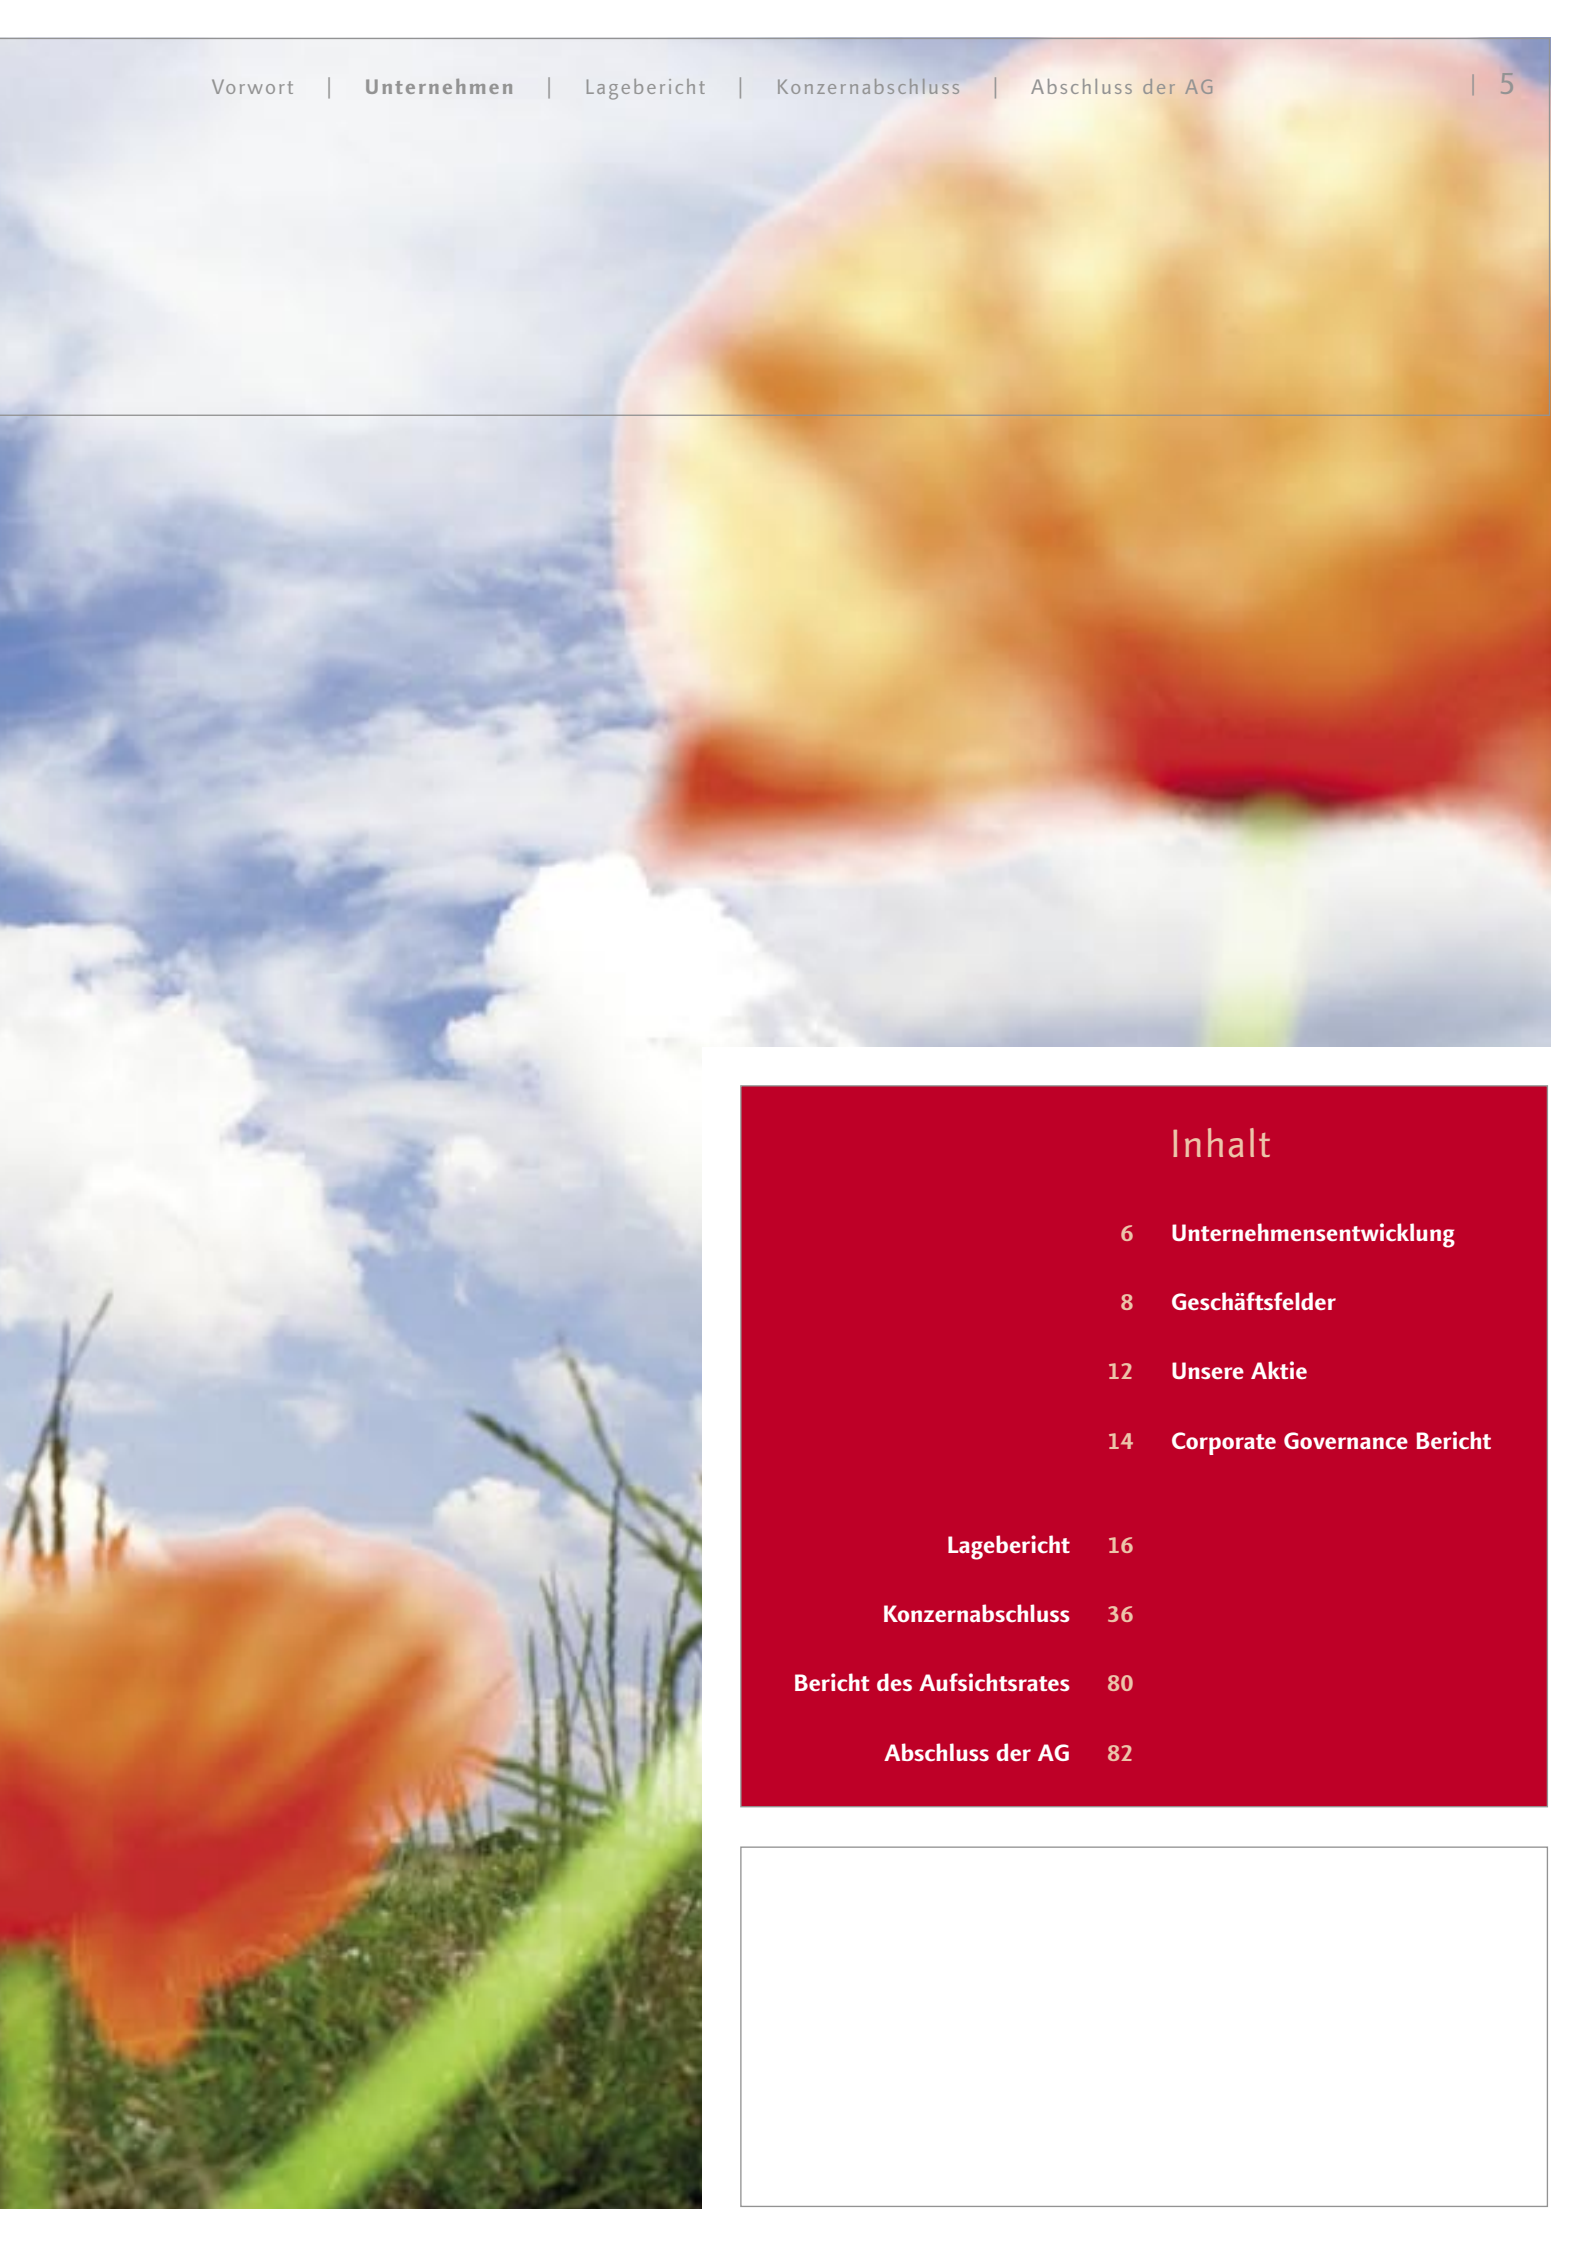 Vorwort | Unternehmen | Lagebericht | Konzernabschluss | Abschluss der AG | 5
Inhalt
6 Unternehmensentwicklung
8 Geschäftsfelder
12 Unsere Aktie
14 Corporate Governance Bericht
Lagebericht 16
Konzernabschluss 36
Bericht des Aufsichtsrates 80
Abschluss der AG 82